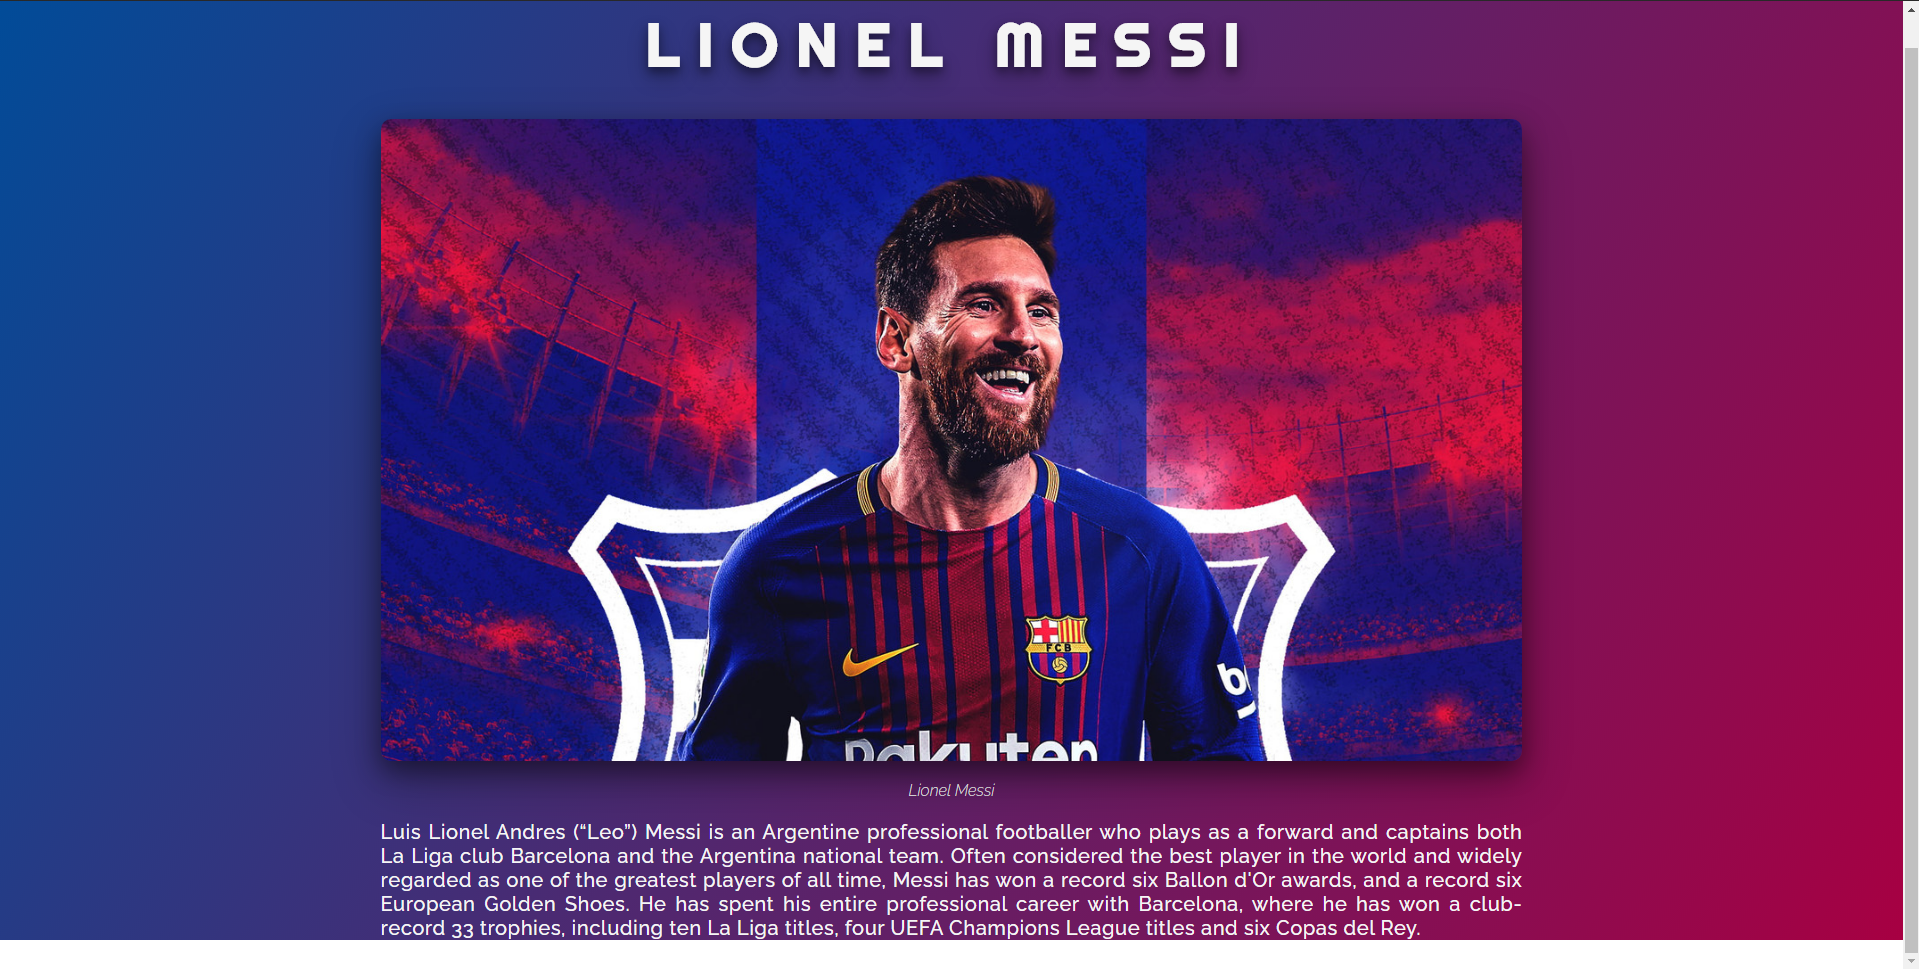 LIONEL MESSI
FCB
b
Rakuten
Lionel Messi
Luis Lionel Andres (“Leo”) Messi is an Argentine professional footballer who plays as a forward and captains both
La Liga club Barcelona and the Argentina national team. Often considered the best player in the world and widely
regarded as one of the greatest players of all time, Messi has won a record six Ballon d'Or awards, and a record six
European Golden Shoes. He has spent his entire professional career with Barcelona, where he has won a club-
record 33 trophies, including ten La Liga titles, four UEFA Champions League titles and six Copas del Rey.